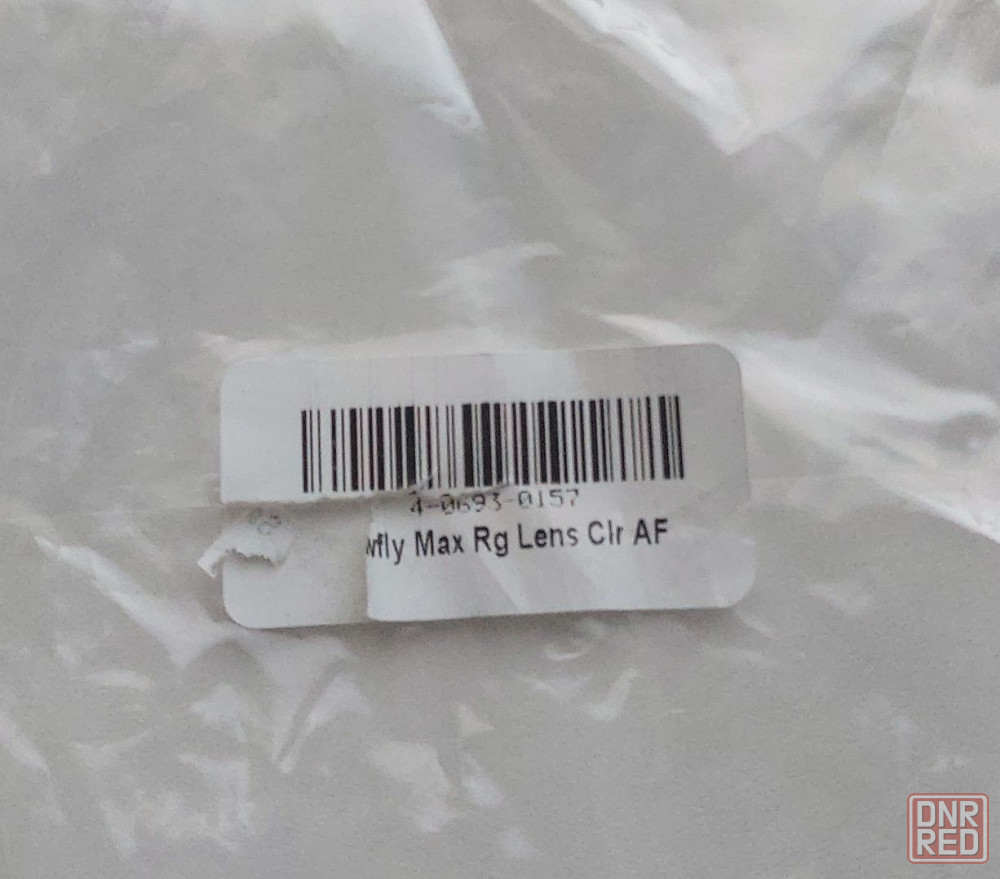 4-0693-0157
wfly Max Rg Lens Clr AF
DNR
RED